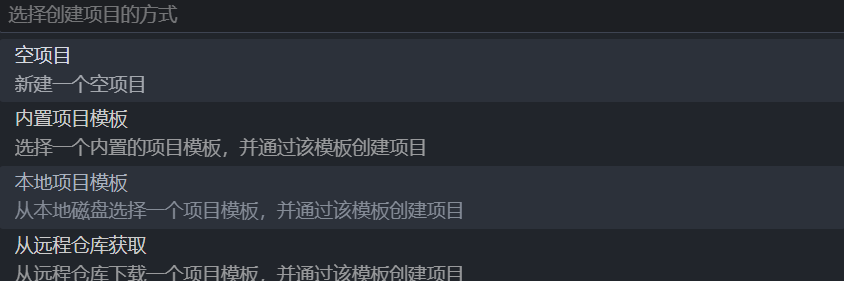 选择创建项目的方式
空项目
新建一个空项目
内置项目模板
选择一个内置的项目模板，并通过该模板创建项目
本地项目模板
从本地磁盘选择一个项目模板，并通过该模板创建项目
从远程仓库获取
从远程仓库下载一个项目模板，并通过该模板创建项目